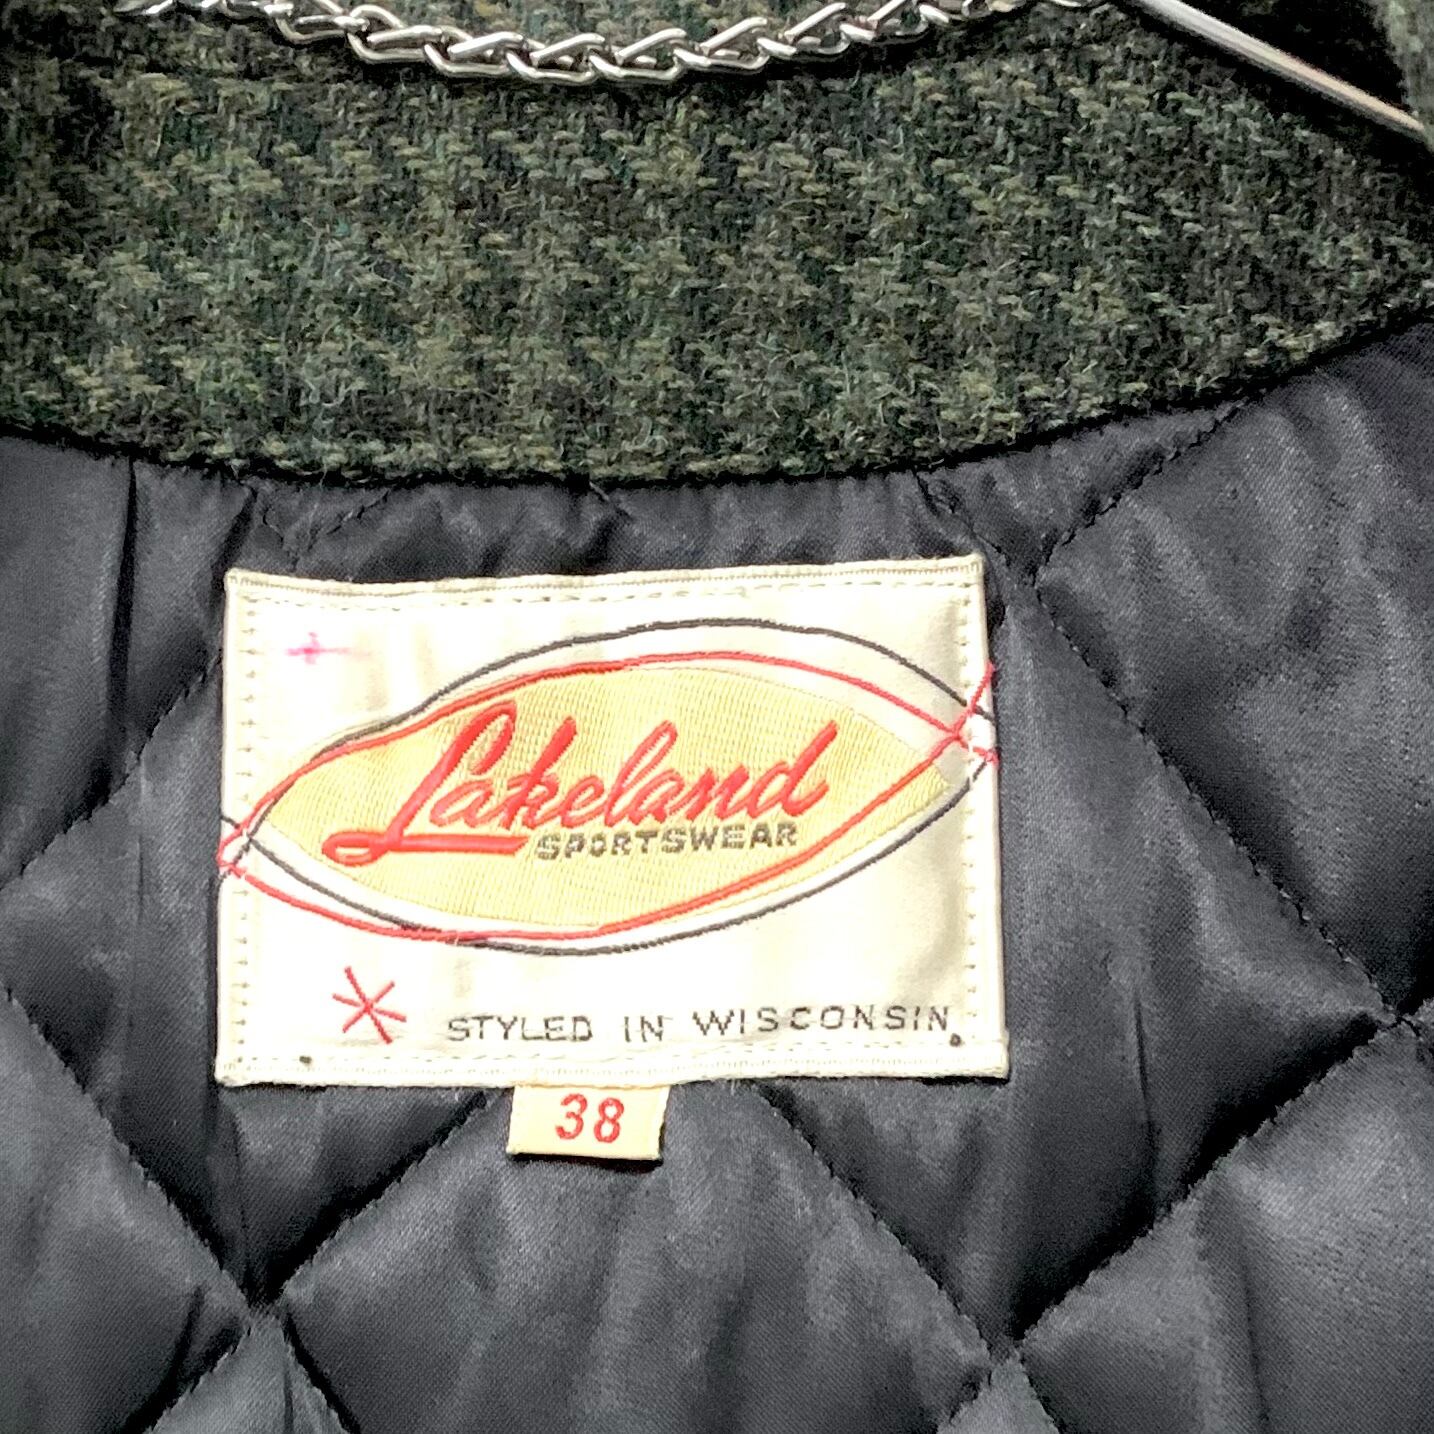 Lakeland
SPORTSWEAR
STYLED IN WISCONSIN
38